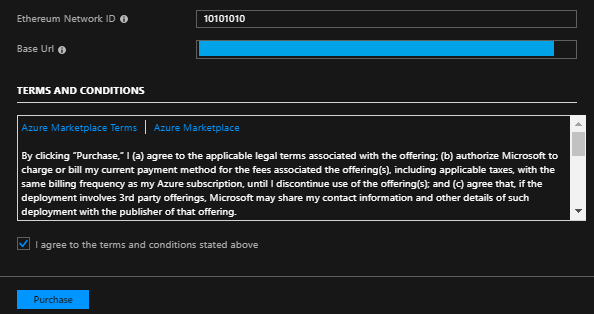 Ethereum Network ID
10101010
Base Url
TERMS AND CONDITIONS
Azure Marketplace Terms | Azure Marketplace
By clicking "Purchase," I (a) agree to the applicable legal terms associated with the offering; (b) authorize Microsoft to
charge or bill my current payment method for the fees associated the offering(s), including applicable taxes, with the
same billing frequency as my Azure subscription, until I discontinue use of the offering(s); and (c) agree that, if the
deployment involves 3rd party offerings, Microsoft may share my contact information and other details of such
deployment with the publisher of that offering.
I agree to the terms and conditions stated above
Purchase